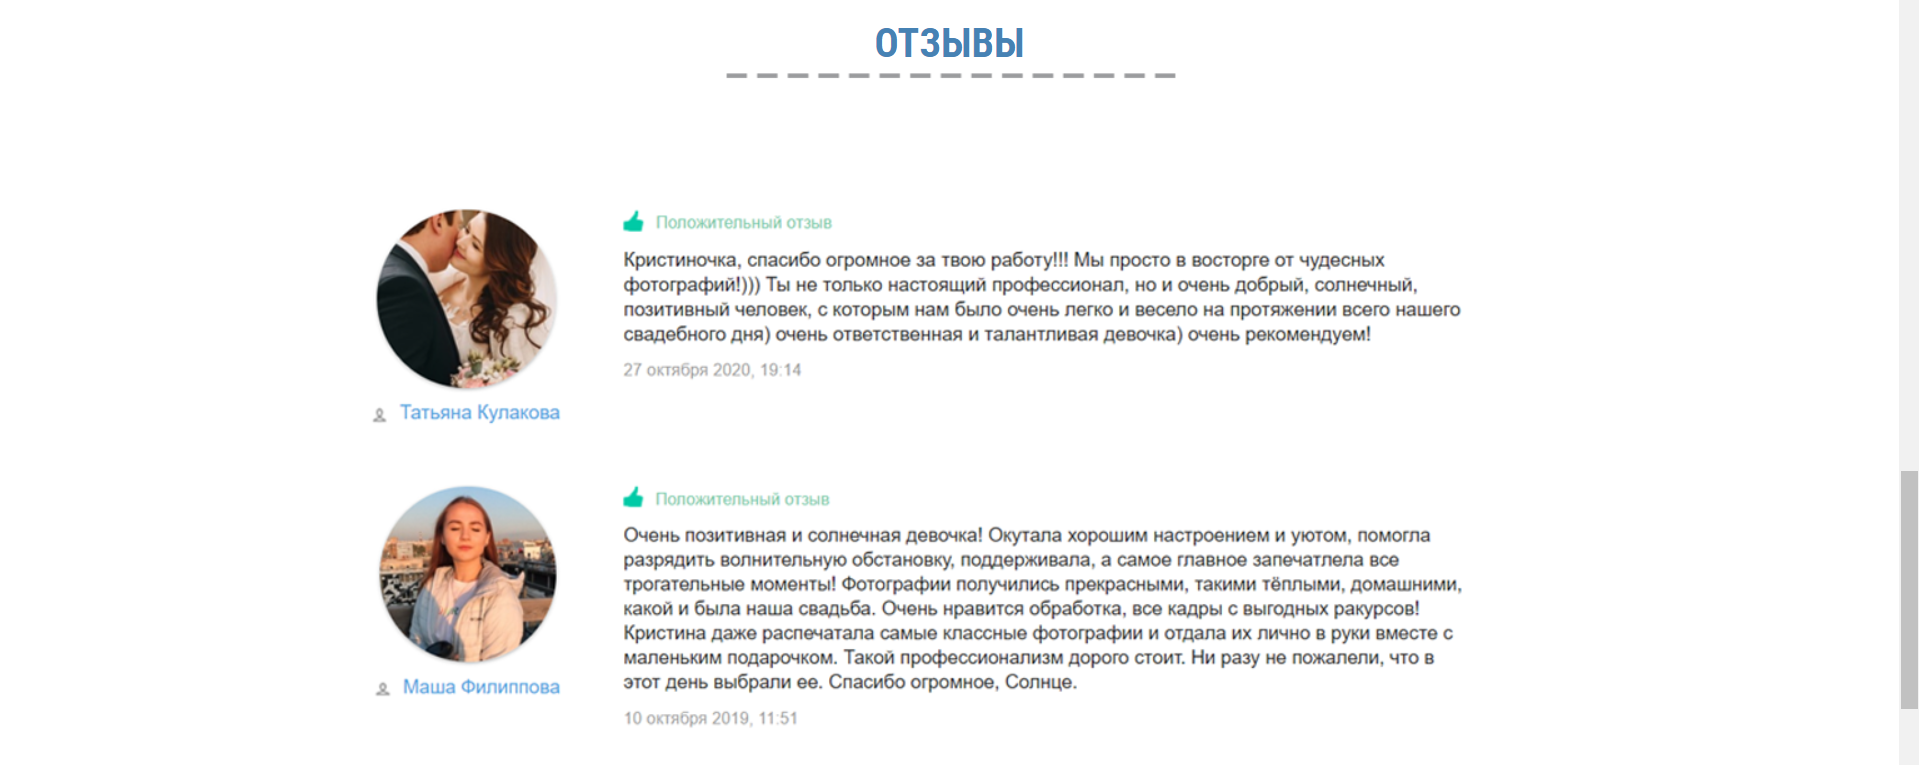 ОТЗЫВЫ
Положительный отзыв
Кристиночка, спасибо огромное за твою работу!!! Мы просто в восторге от чудесных
фотографий!))) Ты не только настоящий профессионал, но и очень добрый, солнечный,
позитивный человек, с которым нам было очень легко и весело на протяжении всего нашего
свадебного дня) очень ответственная и талантливая девочка) очень рекомендуем!
27 октября 2020, 19:14
Татьяна Кулакова
Положительный отзыв
Очень позитивная и солнечная девочка! Окутала хорошим настроением и уютом, помогла
разрядить волнительную обстановку, поддерживала, а самое главное запечатлела все
трогательные моменты! Фотографии получились прекрасными, такими тёплыми, домашними,
какой и была наша свадьба. Очень нравится обработка, все кадры с выгодных ракурсов!
Кристина даже распечатала самые классные фотографии и отдала их лично в руки вместе с
маленьким подарочком. Такой профессионализм дорого стоит. Ни разу не пожалели, что в
этот день выбрали ее. Спасибо огромное, Солнце.
10 октября 2019, 11:51
Маша Филиппова